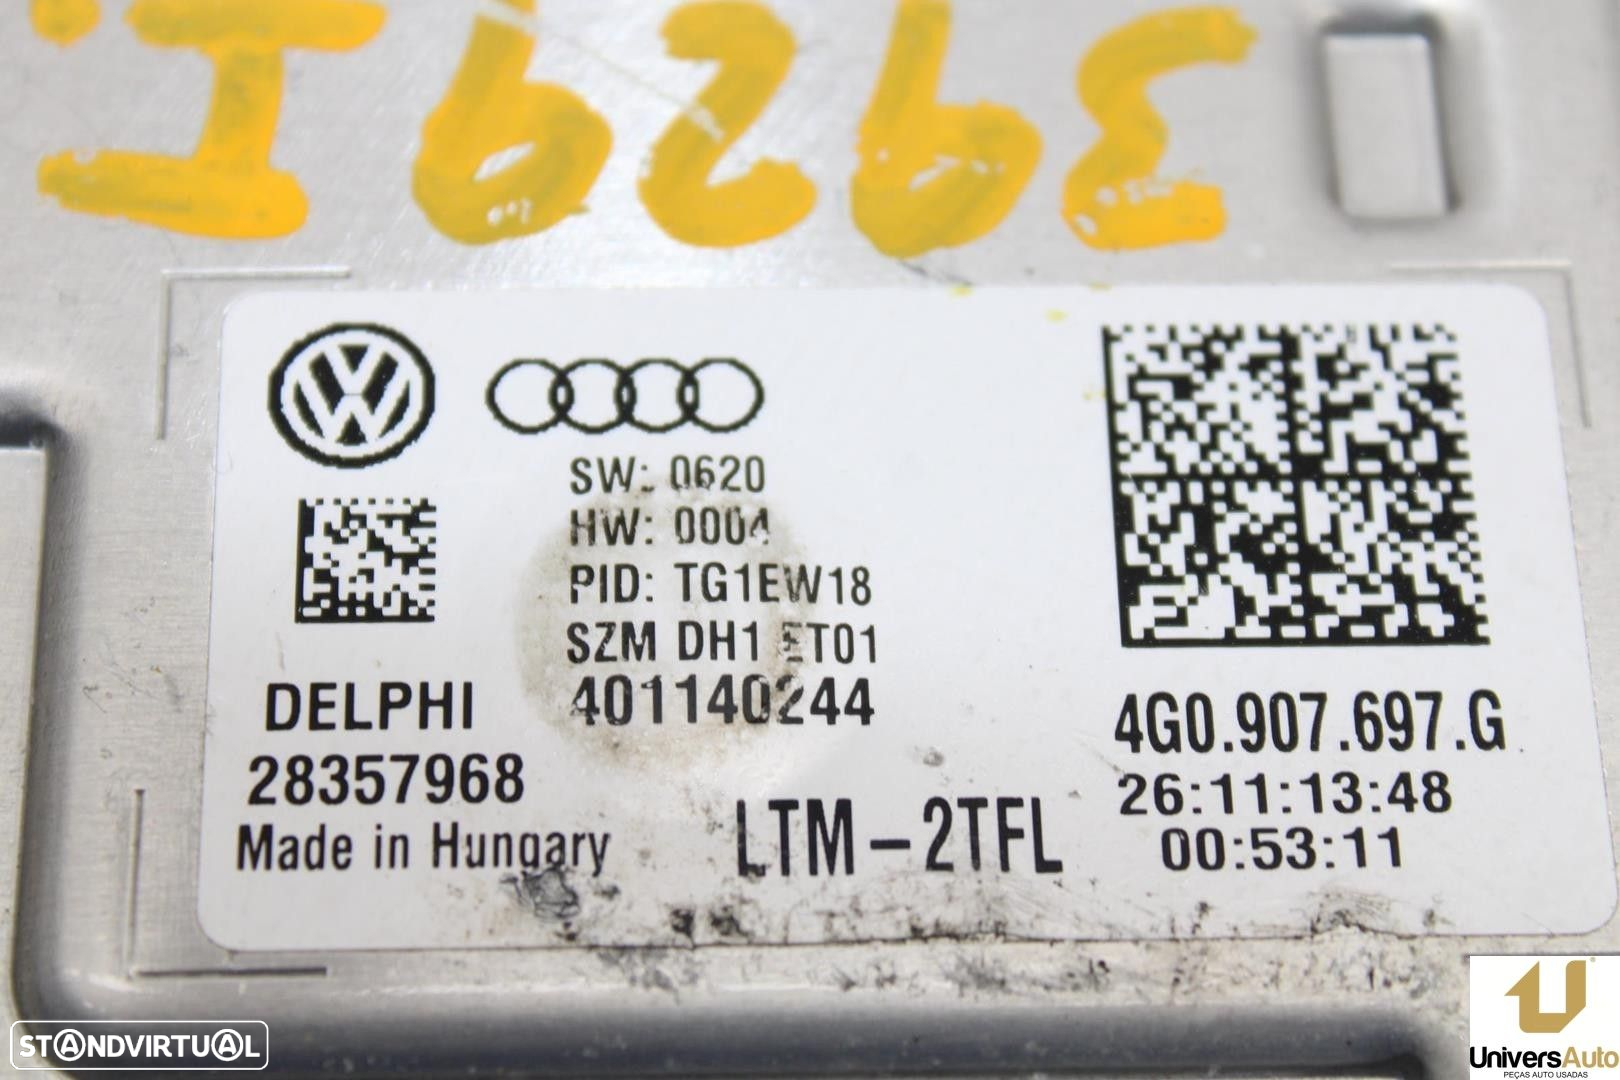 SW: 0620
HW: 0004
PID: TG1EW18
SZM DH1 ET01
401140244
DELPHI
28357968
Made in Hungary
LTM-2TFL
4G0.907.697.G
26:11:13:48
00:53:11
STANDVIRTUAL
UniversAuto
PEÇAS AUTO USADAS